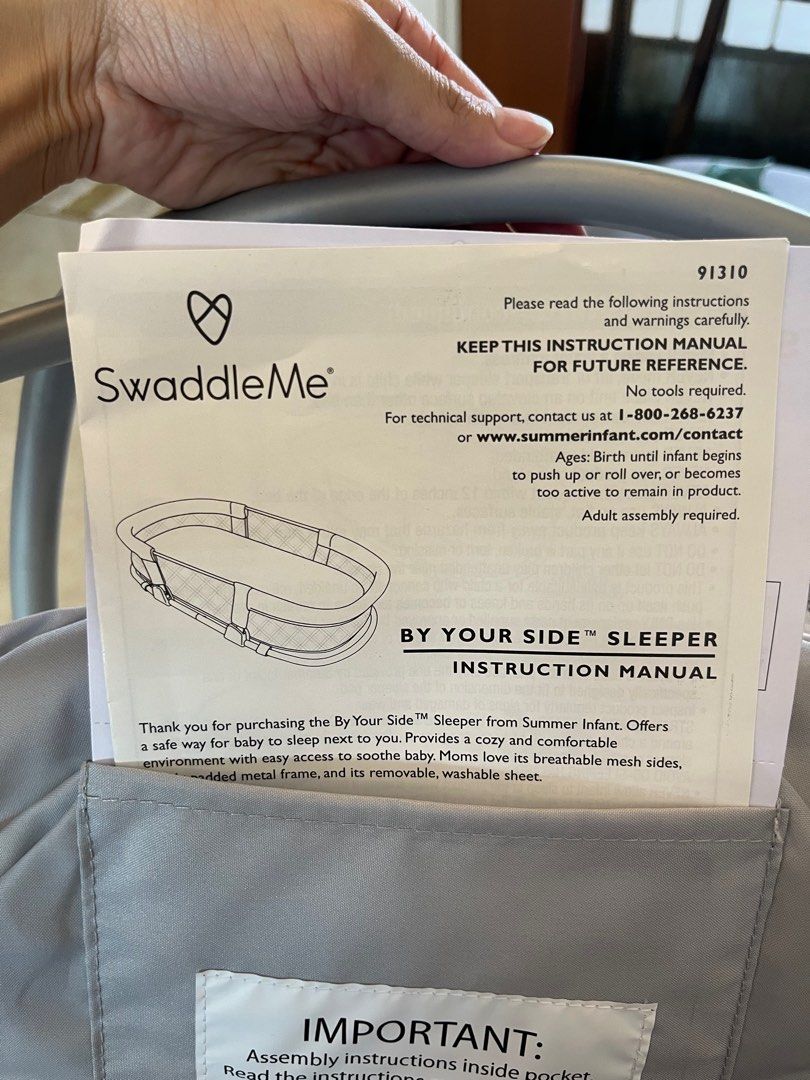 91310
SwaddleMe®
Please read the following instructions
and warnings carefully.
KEEP THIS INSTRUCTION MANUAL
FOR FUTURE REFERENCE.
No tools required.
For technical support, contact us at 1-800-268-6237
or www.summerinfant.com/contact
Ages: Birth until infant begins
to push up or roll over, or becomes
too active to remain in product.
Adult assembly required.
BY YOUR SIDE™ SLEEPER
INSTRUCTION MANUAL
Thank you for purchasing the By Your Side™ Sleeper from Summer Infant. Offers
a safe way for baby to sleep next to you. Provides a cozy and comfortable
environment with easy access to soothe baby. Moms love its breathable mesh sides,
metal frame, and its removable, washable sheet.
IMPORTANT:
Assembly instructions inside pocket.
Read the instructions